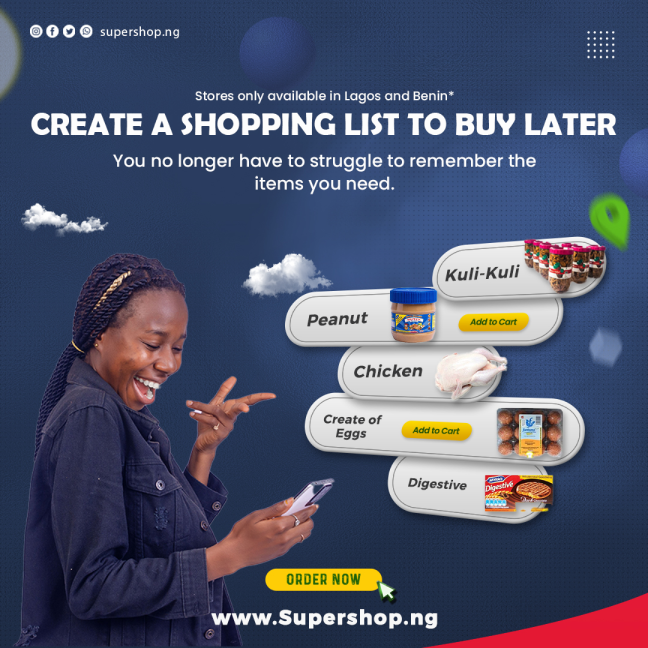 supershop.ng
Stores only available in Lagos and Benin*
CREATE A SHOPPING LIST TO BUY LATER
You no longer have to struggle to remember the
items you need.
Kuli-Kuli
Peanut
Add to Cart
Chicken
Create of
Eggs
Add to Cart
Digestive
Digestive
ORDER NOW
www.Supershop.ng